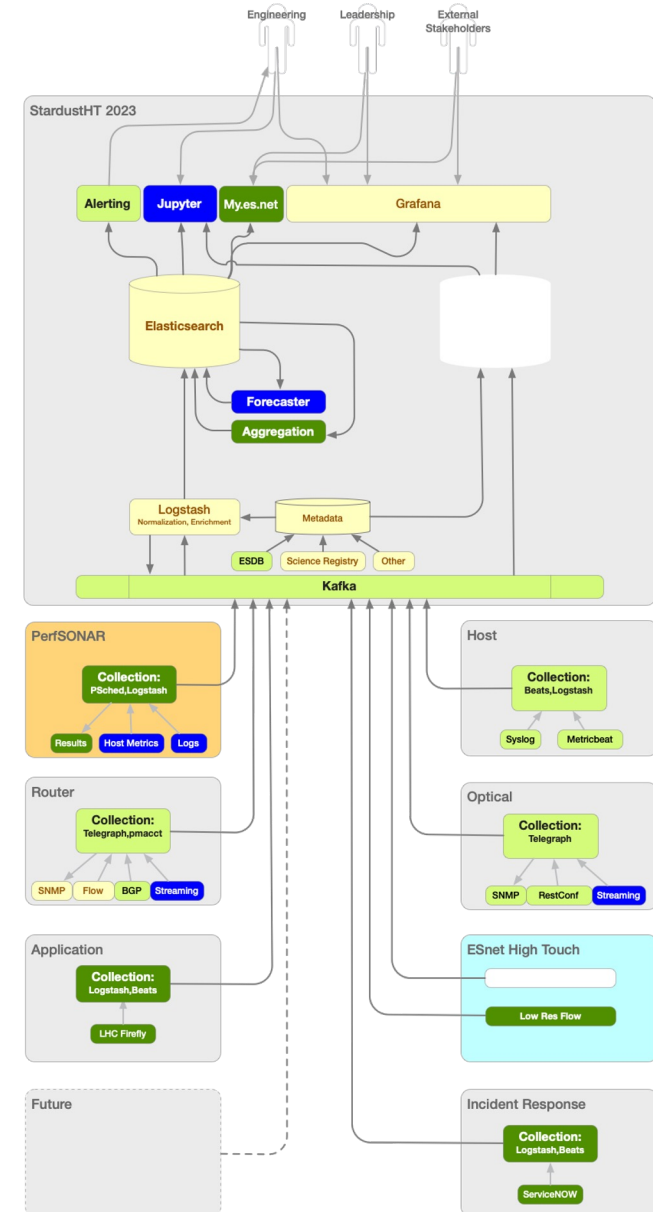 Engineering
Leadership
External
Stakeholders
StardustHT 2023
Alerting
Jupyter
My.es.net
Grafana
Elasticsearch
Forecaster
Aggregation
Logstash
Normalization, Enrichment
Metadata
ESDB
Science Registry
Other
Kafka
PerfSONAR
Collection:
PSched,Logstash
Results
Host Metrics
Logs
Host
Collection:
Beats,Logstash
Syslog
Metricbeat
Router
Collection:
Telegraph,pmacct
SNMP
Flow
BGP
Streaming
Optical
Collection:
Telegraph
SNMP
RestConf
Streaming
Application
Collection:
Logstash,Beats
LHC Firefly
ESnet High Touch
Low Res Flow
Future
Incident Response
Collection:
Logstash,Beats
ServiceNOW